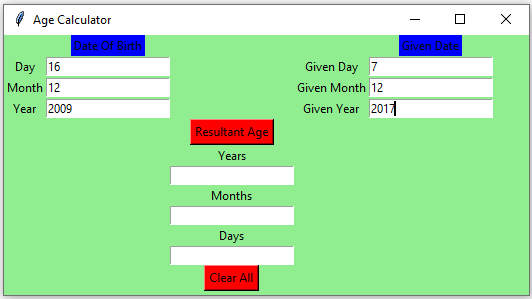 Age Calculator
Date Of Birth Given Date
Day 16 Given Day 7
Month 12 Given Month 12
Year 2009 Given Year 2017
Resultant Age
Years
Months
Days
Clear All